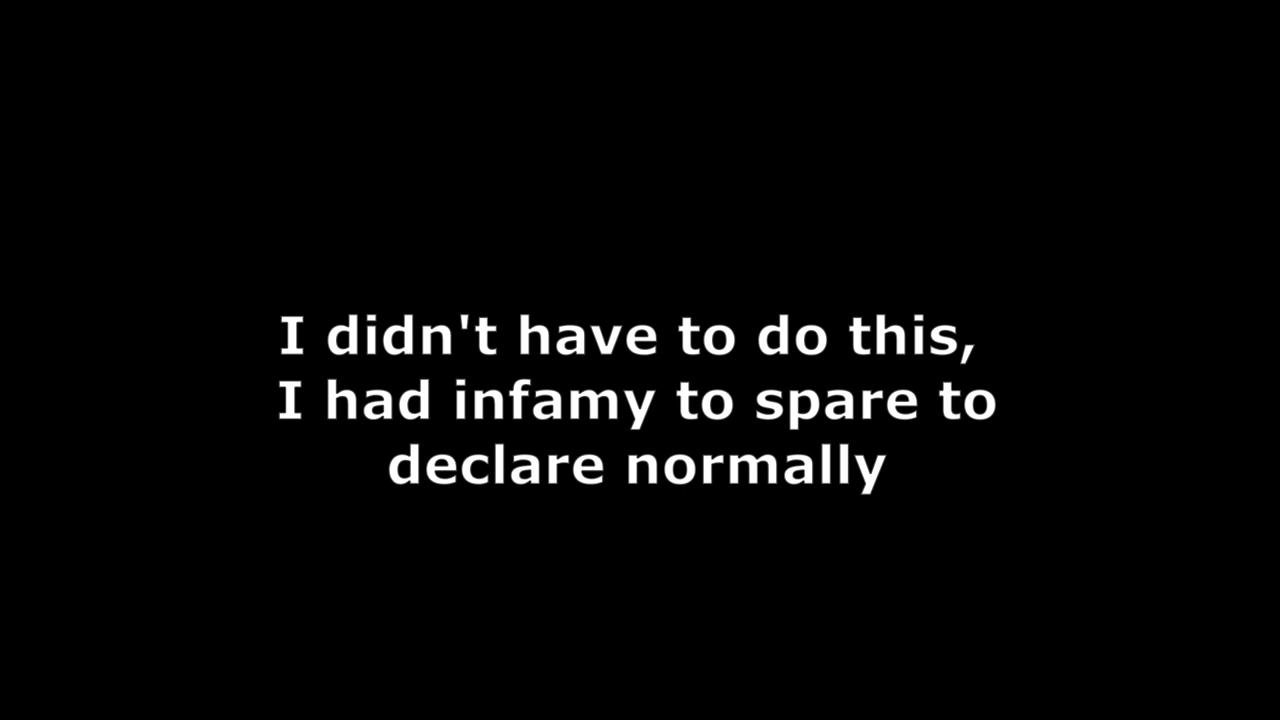 I didn't have to do this,
I had infamy to spare to
declare normally